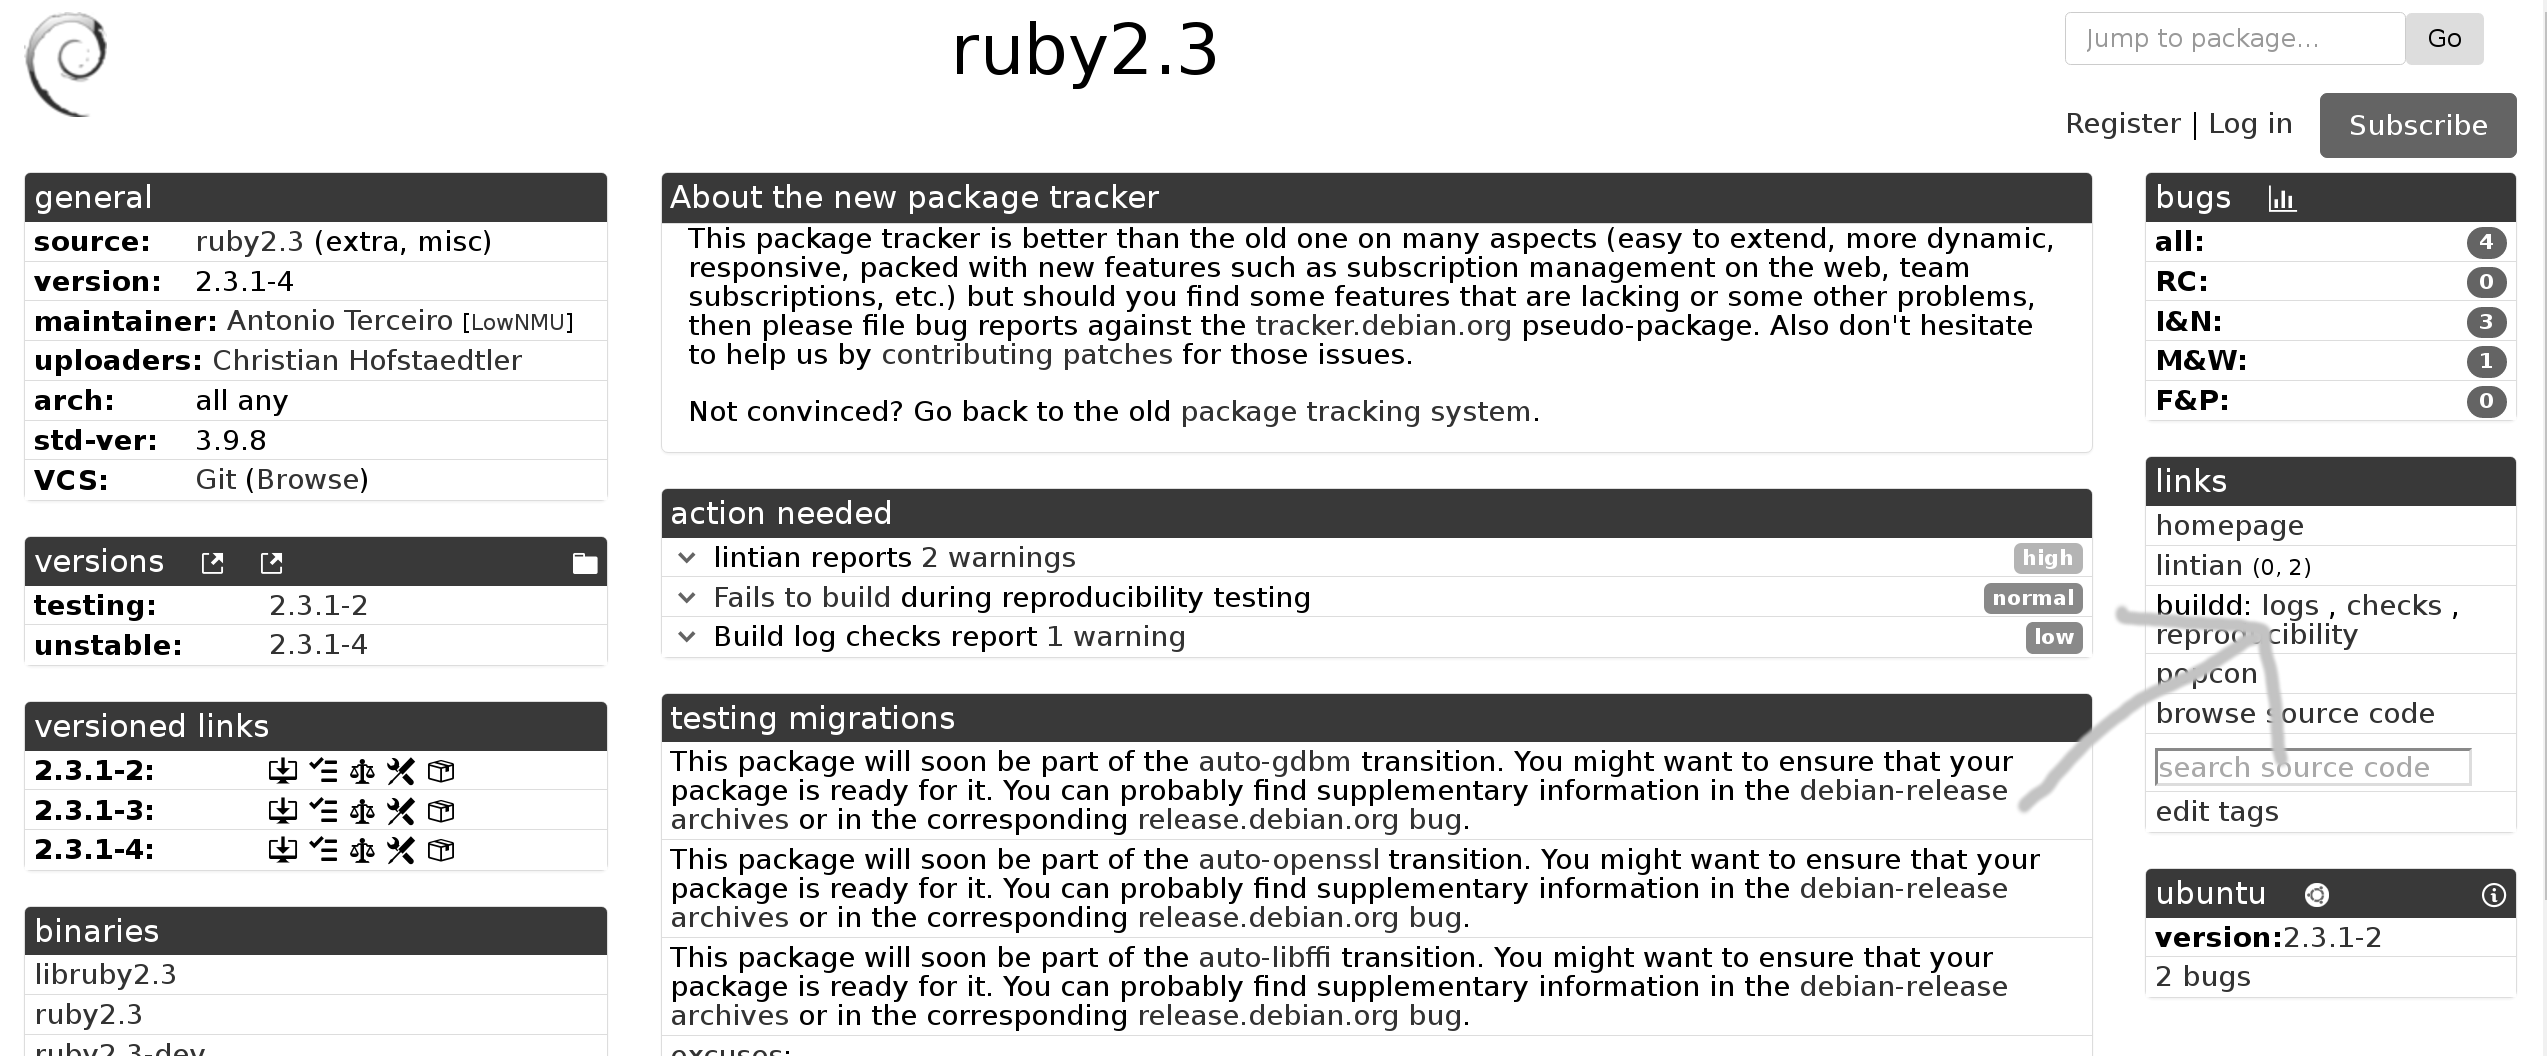 ruby2.3
Jump to package...
Go
Register | Log in
Subscribe
general
source: ruby2.3 (extra, misc)
version: 2.3.1-4
maintainer: Antonio Terceiro [LowNMU]
uploaders: Christian Hofstaedtler
arch: all any
std-ver: 3.9.8
VCS: Git (Browse)
versions
testing: 2.3.1-2
unstable: 2.3.1-4
versioned links
2.3.1-2:
2.3.1-3:
2.3.1-4:
binaries
libruby2.3
ruby2.3
ruby2.3-dev
About the new package tracker
This package tracker is better than the old one on many aspects (easy to extend, more dynamic,
responsive, packed with new features such as subscription management on the web, team
subscriptions, etc.) but should you find some features that are lacking or some other problems,
then please file bug reports against the tracker.debian.org pseudo-package. Also don't hesitate
to help us by contributing patches for those issues.
Not convinced? Go back to the old package tracking system.
action needed
lintian reports 2 warnings high
Fails to build during reproducibility testing normal
Build log checks report 1 warning low
testing migrations
This package will soon be part of the auto-gdbm transition. You might want to ensure that your
package is ready for it. You can probably find supplementary information in the debian-release
archives or in the corresponding release.debian.org bug.
This package will soon be part of the auto-openssl transition. You might want to ensure that your
package is ready for it. You can probably find supplementary information in the debian-release
archives or in the corresponding release.debian.org bug.
This package will soon be part of the auto-libffi transition. You might want to ensure that your
package is ready for it. You can probably find supplementary information in the debian-release
archives or in the corresponding release.debian.org bug.
excuses:
bugs
all: 4
RC: 0
I&N: 3
M&W: 1
F&P: 0
links
homepage
lintian (0, 2)
buildd: logs , checks ,
reproducibility
popcon
browse source code
search source code
edit tags
ubuntu
version:2.3.1-2
2 bugs